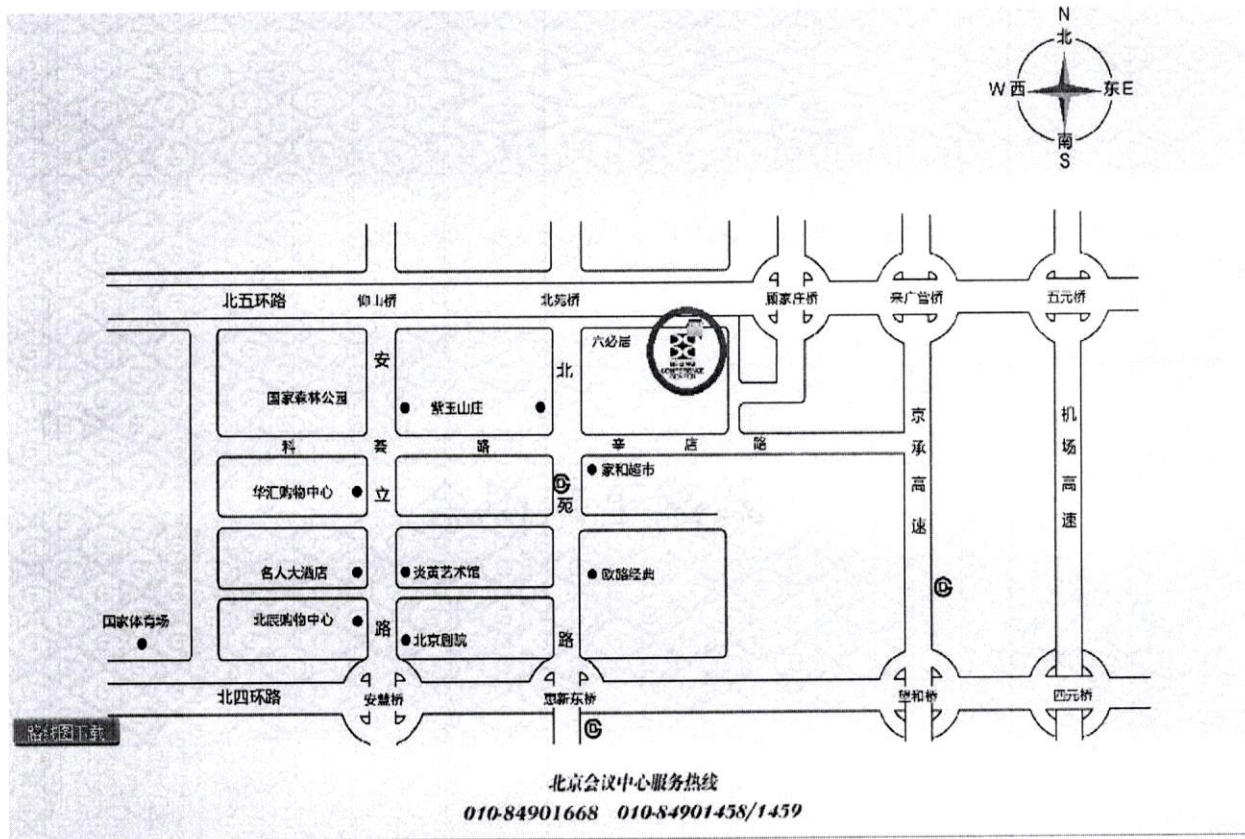 N
北
W 西 东 E
南
S
北五环路 仰山桥 北苑桥 顾家庄桥 来广营桥 五元桥
六必居
CONFERENCE
国家森林公园 紫玉山庄
科荟路 辛店路
安立路
北苑路
京承高速
机场高速
家和超市
华汇购物中心
名人大酒店 炎黄艺术馆 欧路经典
国家体育场 北辰购物中心
北京剧院
北四环路 安慧桥 惠新东桥 望和桥 四元桥
路线图下载
北京会议中心服务热线
010-84901668 010-84901458/1459